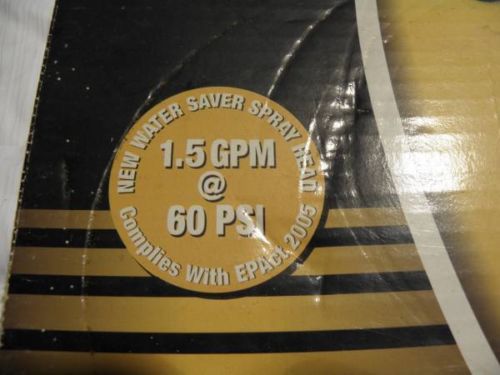 NEW WATER SAVER SPRAY HEAD
1.5 GPM
@
60 PSI
Complies With EPAct 2005